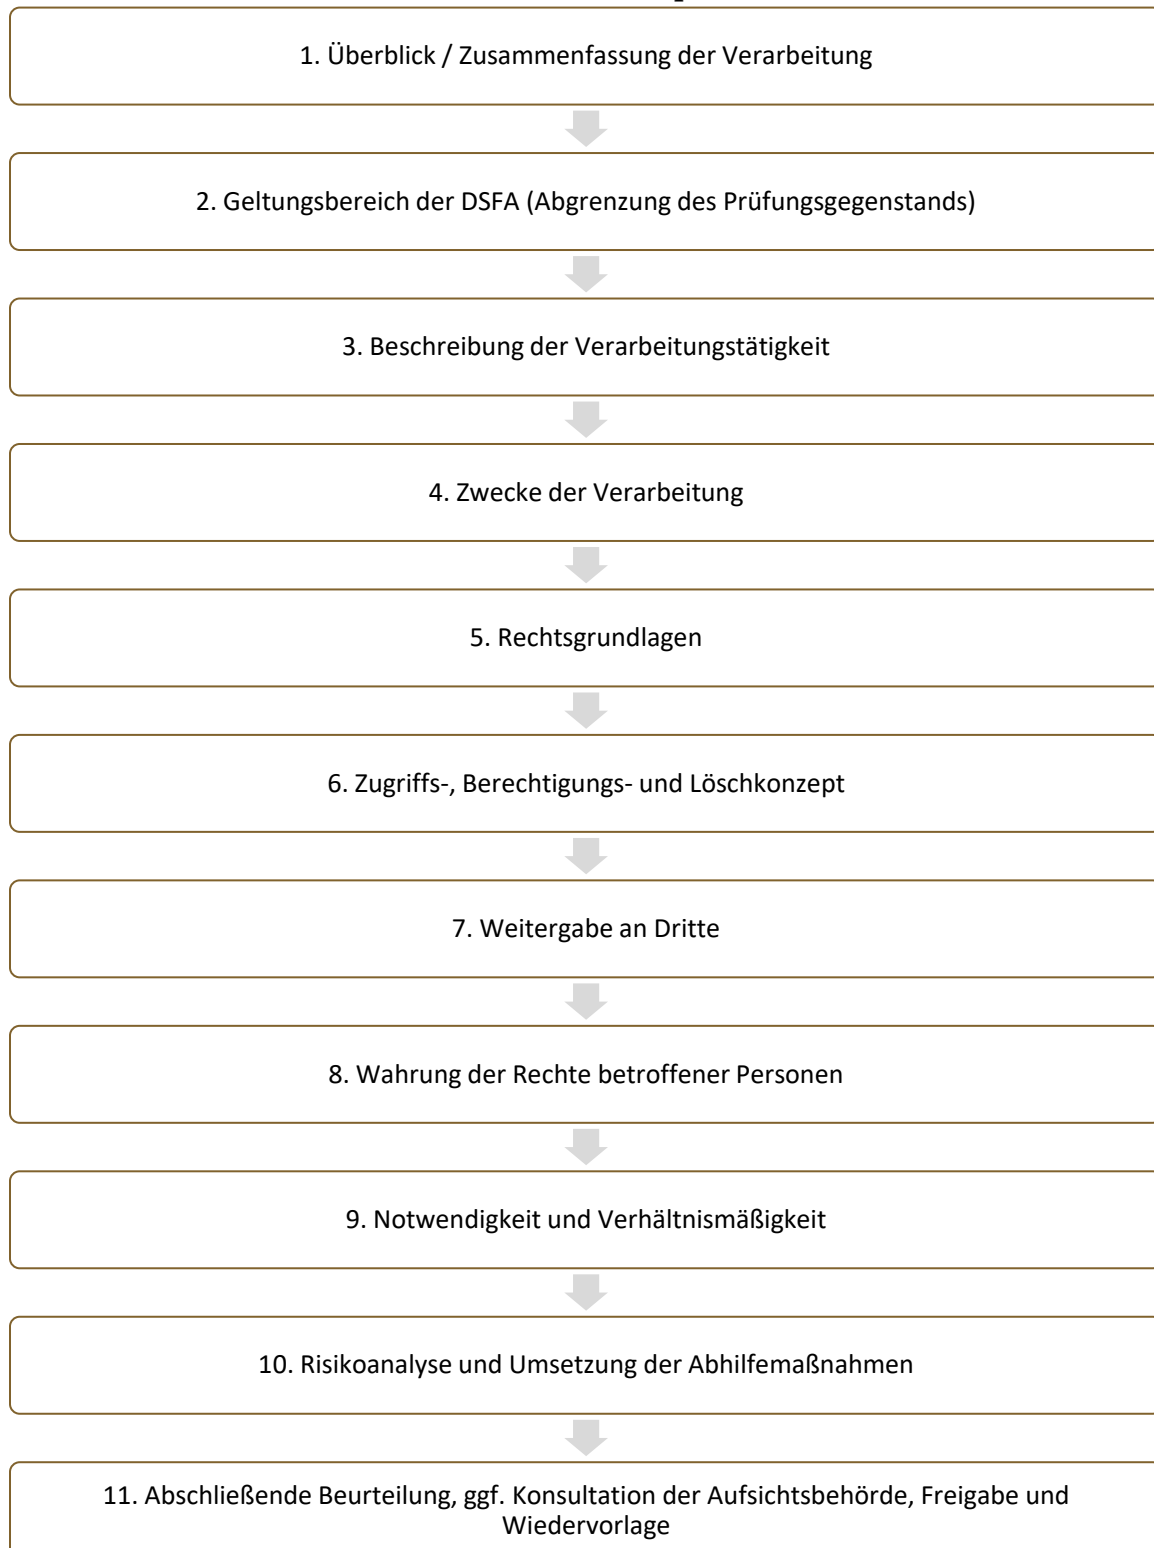 1. Überblick / Zusammenfassung der Verarbeitung
2. Geltungsbereich der DSFA (Abgrenzung des Prüfungsgegenstands)
3. Beschreibung der Verarbeitungstätigkeit
4. Zwecke der Verarbeitung
5. Rechtsgrundlagen
6. Zugriffs-, Berechtigungs- und Löschkonzept
7. Weitergabe an Dritte
8. Wahrung der Rechte betroffener Personen
9. Notwendigkeit und Verhältnismäßigkeit
10. Risikoanalyse und Umsetzung der Abhilfemaßnahmen
11. Abschließende Beurteilung, ggf. Konsultation der Aufsichtsbehörde, Freigabe und
Wiedervorlage